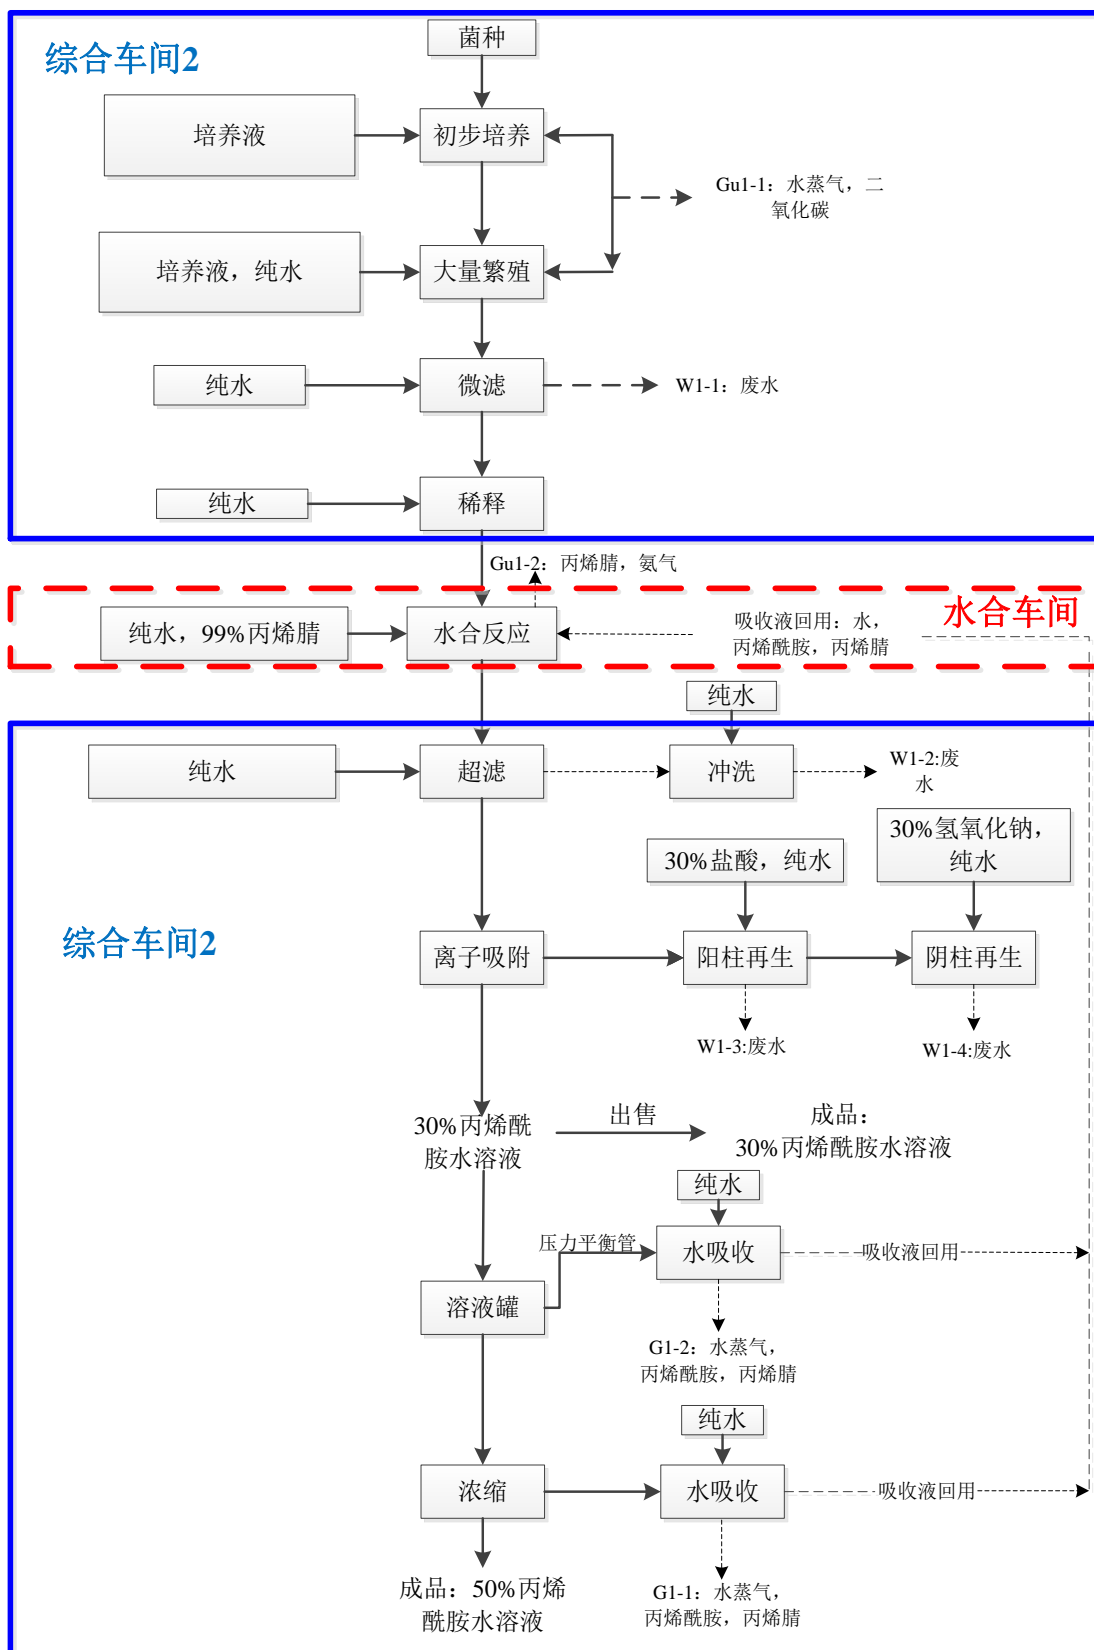 综合车间2
菌种
培养液
初步培养
Gu1-1：水蒸气，二
氧化碳
培养液，纯水
大量繁殖
纯水
微滤
W1-1：废水
纯水
稀释
Gu1-2：丙烯腈，氨气
水合车间
纯水，99%丙烯腈
水合反应
吸收液回用：水，
丙烯酰胺，丙烯腈
纯水
纯水
超滤
冲洗
W1-2:废
水
30%盐酸，纯水
30%氢氧化钠，
纯水
综合车间2
离子吸附
阳柱再生
阴柱再生
W1-3:废水
W1-4:废水
30%丙烯酰
胺水溶液
出售
成品：
30%丙烯酰胺水溶液
纯水
压力平衡管
水吸收
吸收液回用
溶液罐
G1-2：水蒸气，
丙烯酰胺，丙烯腈
纯水
浓缩
水吸收
吸收液回用
成品：50%丙烯
酰胺水溶液
G1-1：水蒸气，
丙烯酰胺，丙烯腈